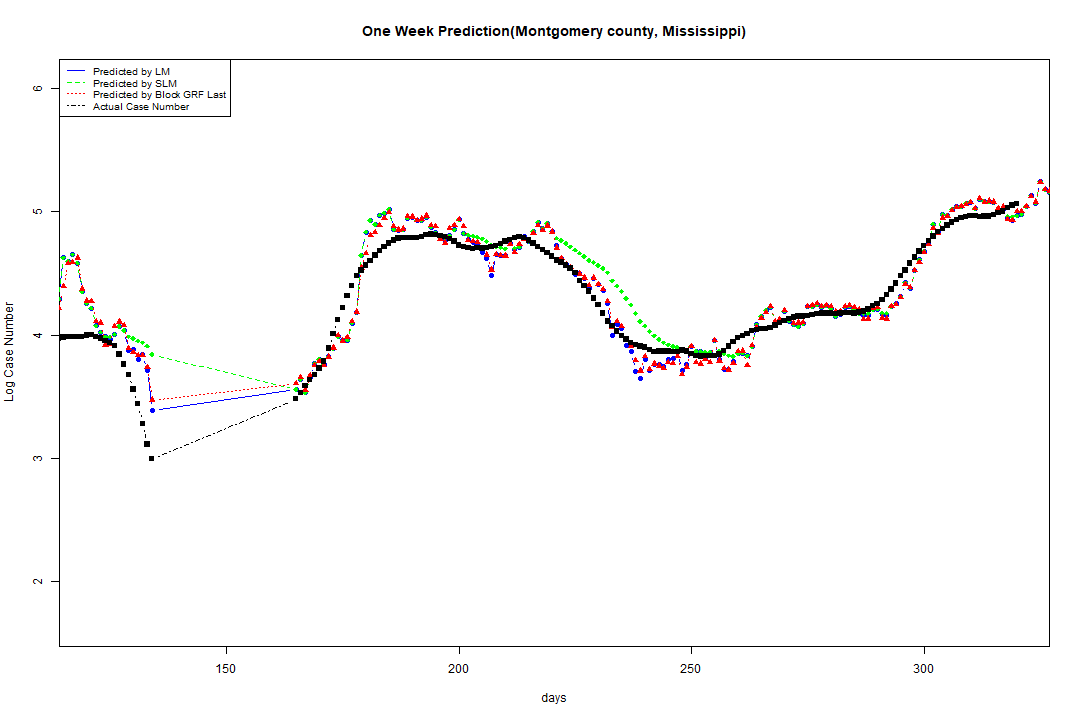 One Week Prediction(Montgomery county, Mississippi)
Predicted by LM
Predicted by SLM
Predicted by Block GRF Last
Actual Case Number
6
5
4
3
2
Log Case Number
150
200
250
300
days